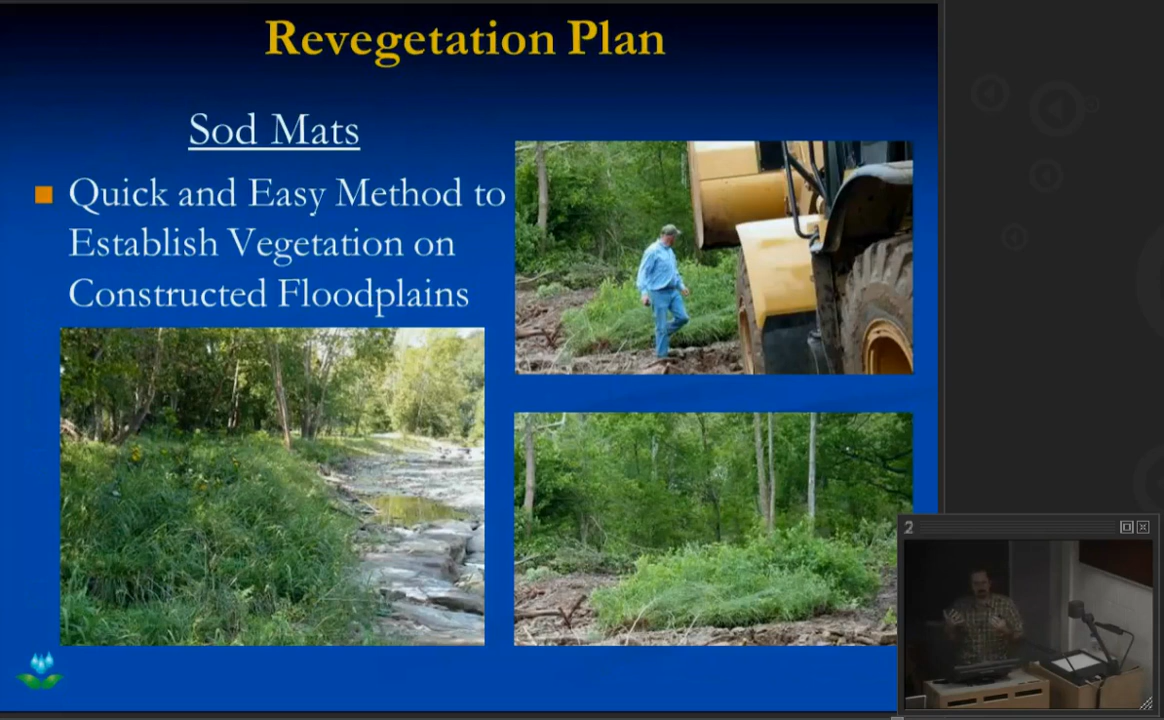 Revegetation Plan
Sod Mats
Quick and Easy Method to
Establish Vegetation on
Constructed Floodplains
2